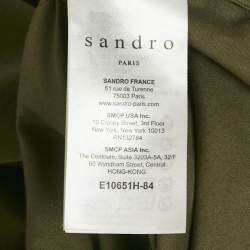 sandro
PARIS
SANDRO FRANCE
51 rue de Turenne
75003 Paris
www.sandro-paris.com
SMCP USA Inc.
10 Crosby Street, 3rd Floor
New York, New York 10013
RN132784
SMCP ASIA Inc.
The Centrium, Suite 3203A-5A, 32/F
60 Wyndham Street, Central
HONG-KONG
E10651H-84